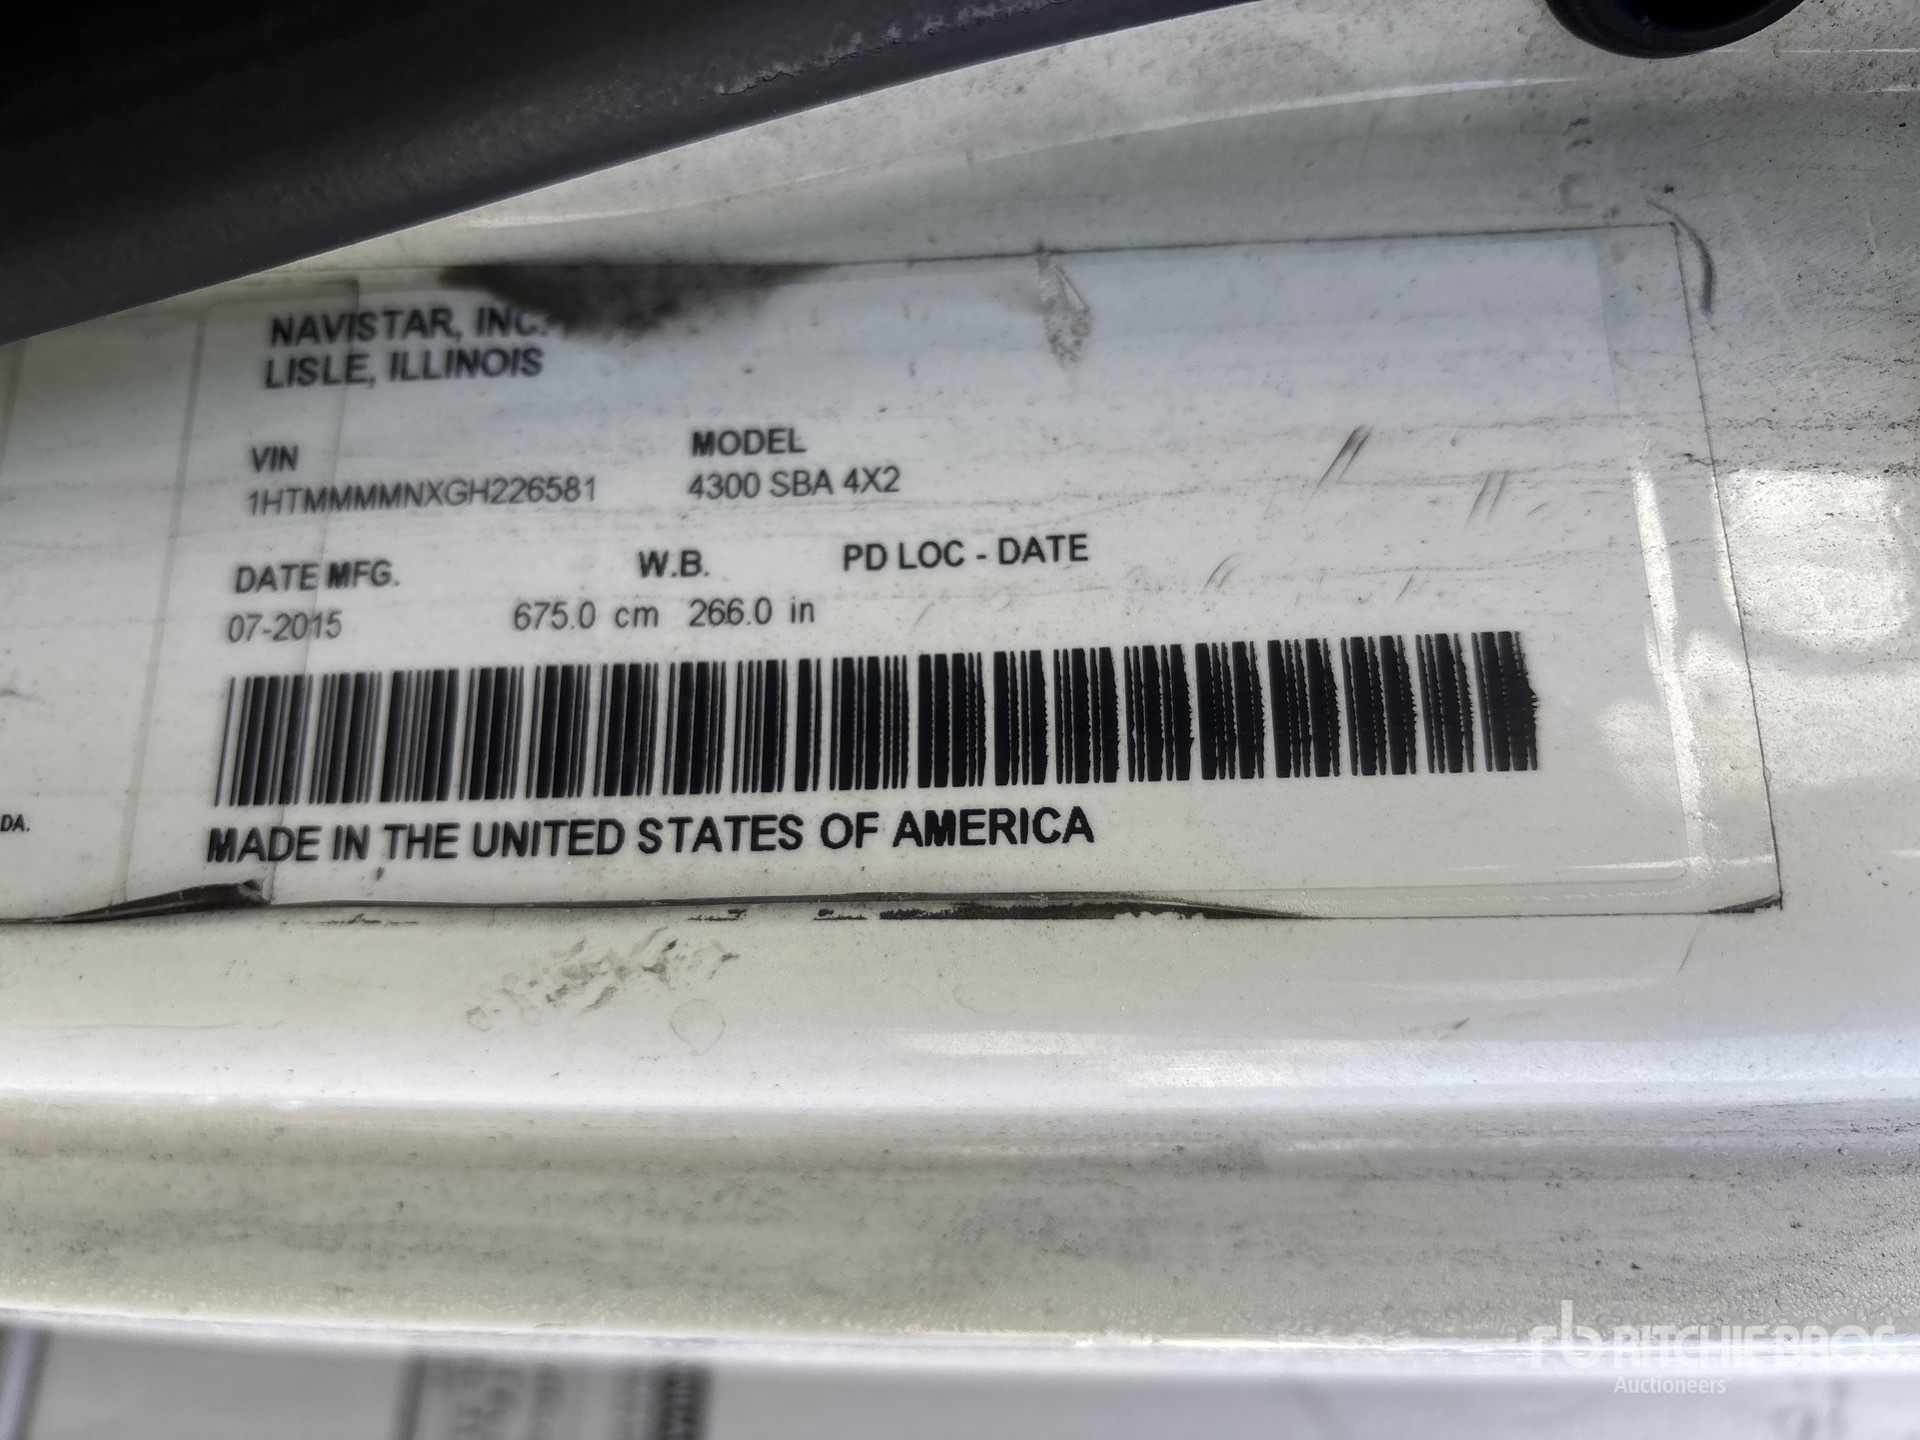 NAVISTAR, INC.
LISLE, ILLINOIS
VIN MODEL
1HTMMMMNXGH226581 4300 SBA 4X2
DATE MFG. W.B. PD LOC - DATE
07-2015 675.0 cm 266.0 in
DA.
MADE IN THE UNITED STATES OF AMERICA
rb RITCHIE BROS
Auctioneers